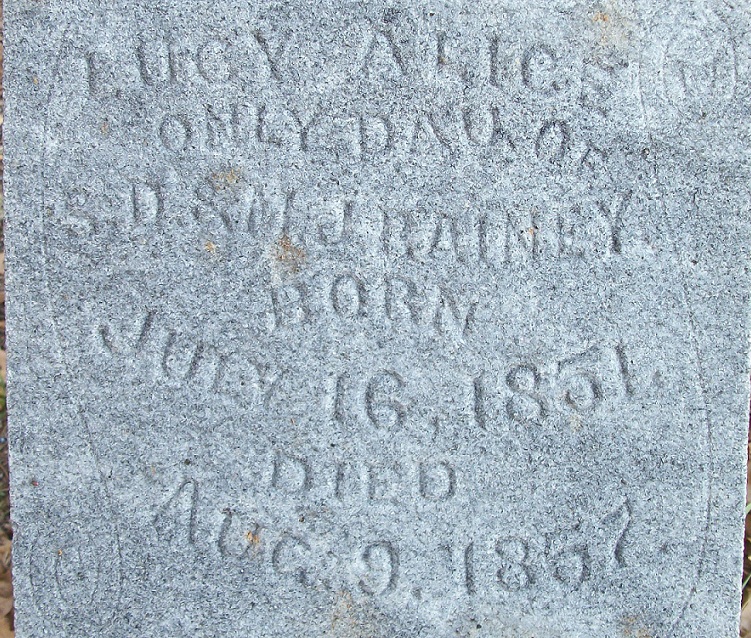 LUCY ALICE
ONLY DAU. OF
S. D. & M. J. RAINEY.
BORN
JULY 16, 1851.
DIED
AUG. 9, 1857.